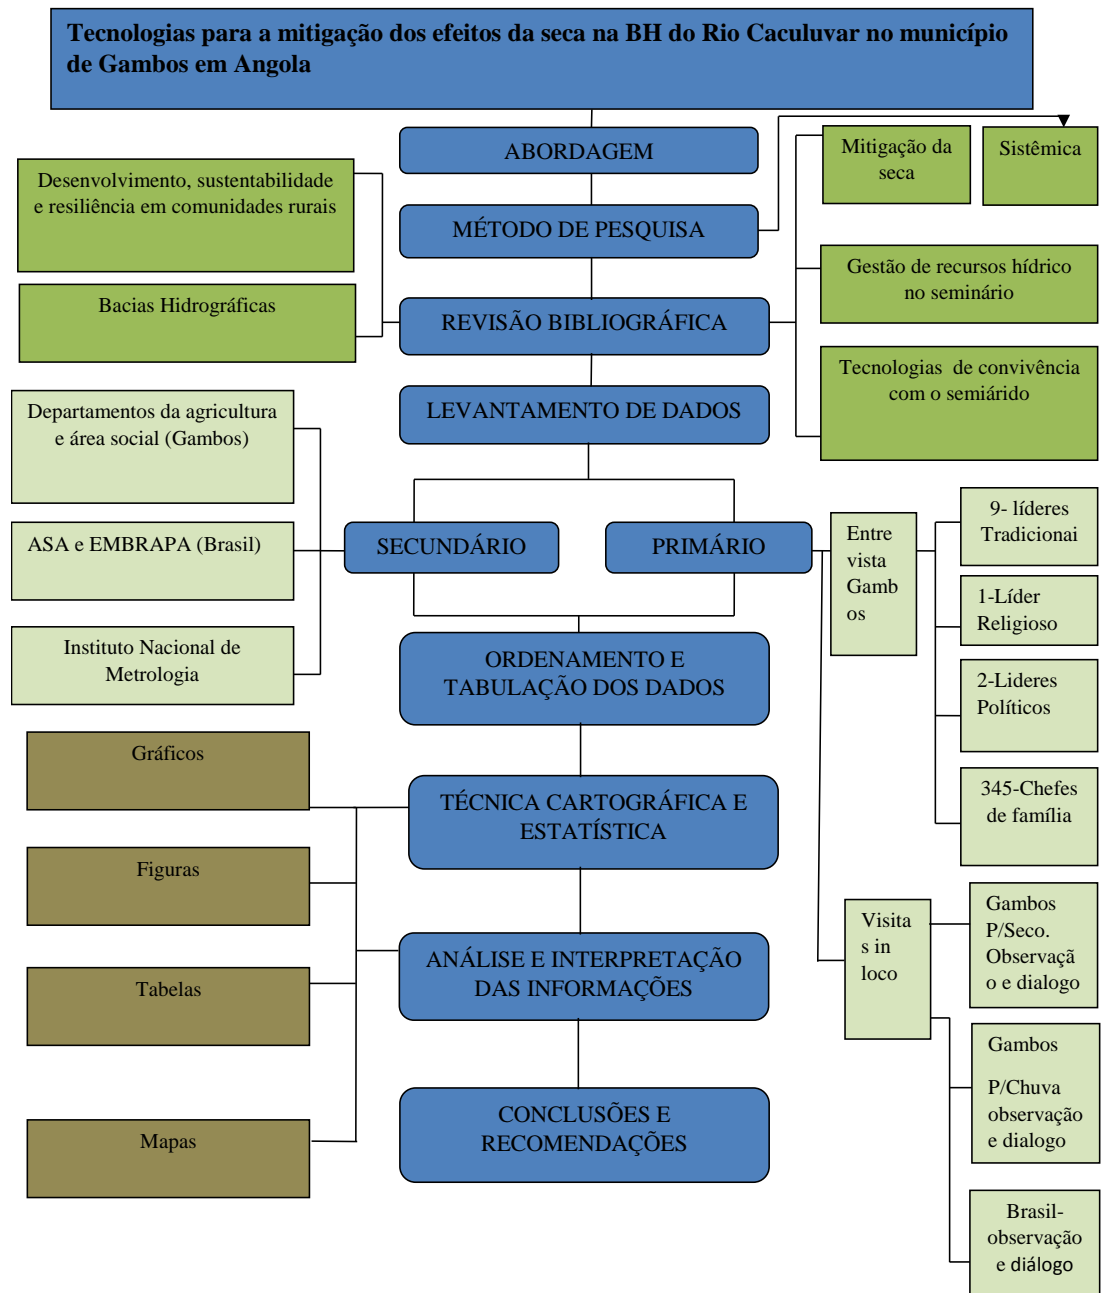 Tecnologias para a mitigação dos efeitos da seca na BH do Rio Caculuvar no município
de Gambos em Angola
ABORDAGEM
Mitigação da
seca
Sistêmica
Desenvolvimento, sustentabilidade
e resiliência em comunidades rurais
MÉTODO DE PESQUISA
Gestão de recursos hídrico
no seminário
Bacias Hidrográficas
REVISÃO BIBLIOGRÁFICA
Tecnologias de convivência
com o semiárido
Departamentos da agricultura
e área social (Gambos)
LEVANTAMENTO DE DADOS
9- líderes
Tradicionai
ASA e EMBRAPA (Brasil)
SECUNDÁRIO
PRIMÁRIO
Entre
vista
Gamb
os
1-Líder
Religioso
Instituto Nacional de
Metrologia
ORDENAMENTO E
TABULAÇÃO DOS DADOS
2-Lideres
Políticos
Gráficos
TÉCNICA CARTOGRÁFICA E
ESTATÍSTICA
345-Chefes
de família
Figuras
Visita
s in
loco
Gambos
P/Seco.
Observaçã
o e dialogo
ANÁLISE E INTERPRETAÇÃO
DAS INFORMAÇÕES
Tabelas
Gambos
P/Chuva
observação
e dialogo
CONCLUSÕES E
RECOMENDAÇÕES
Mapas
Brasil-
observação
e diálogo